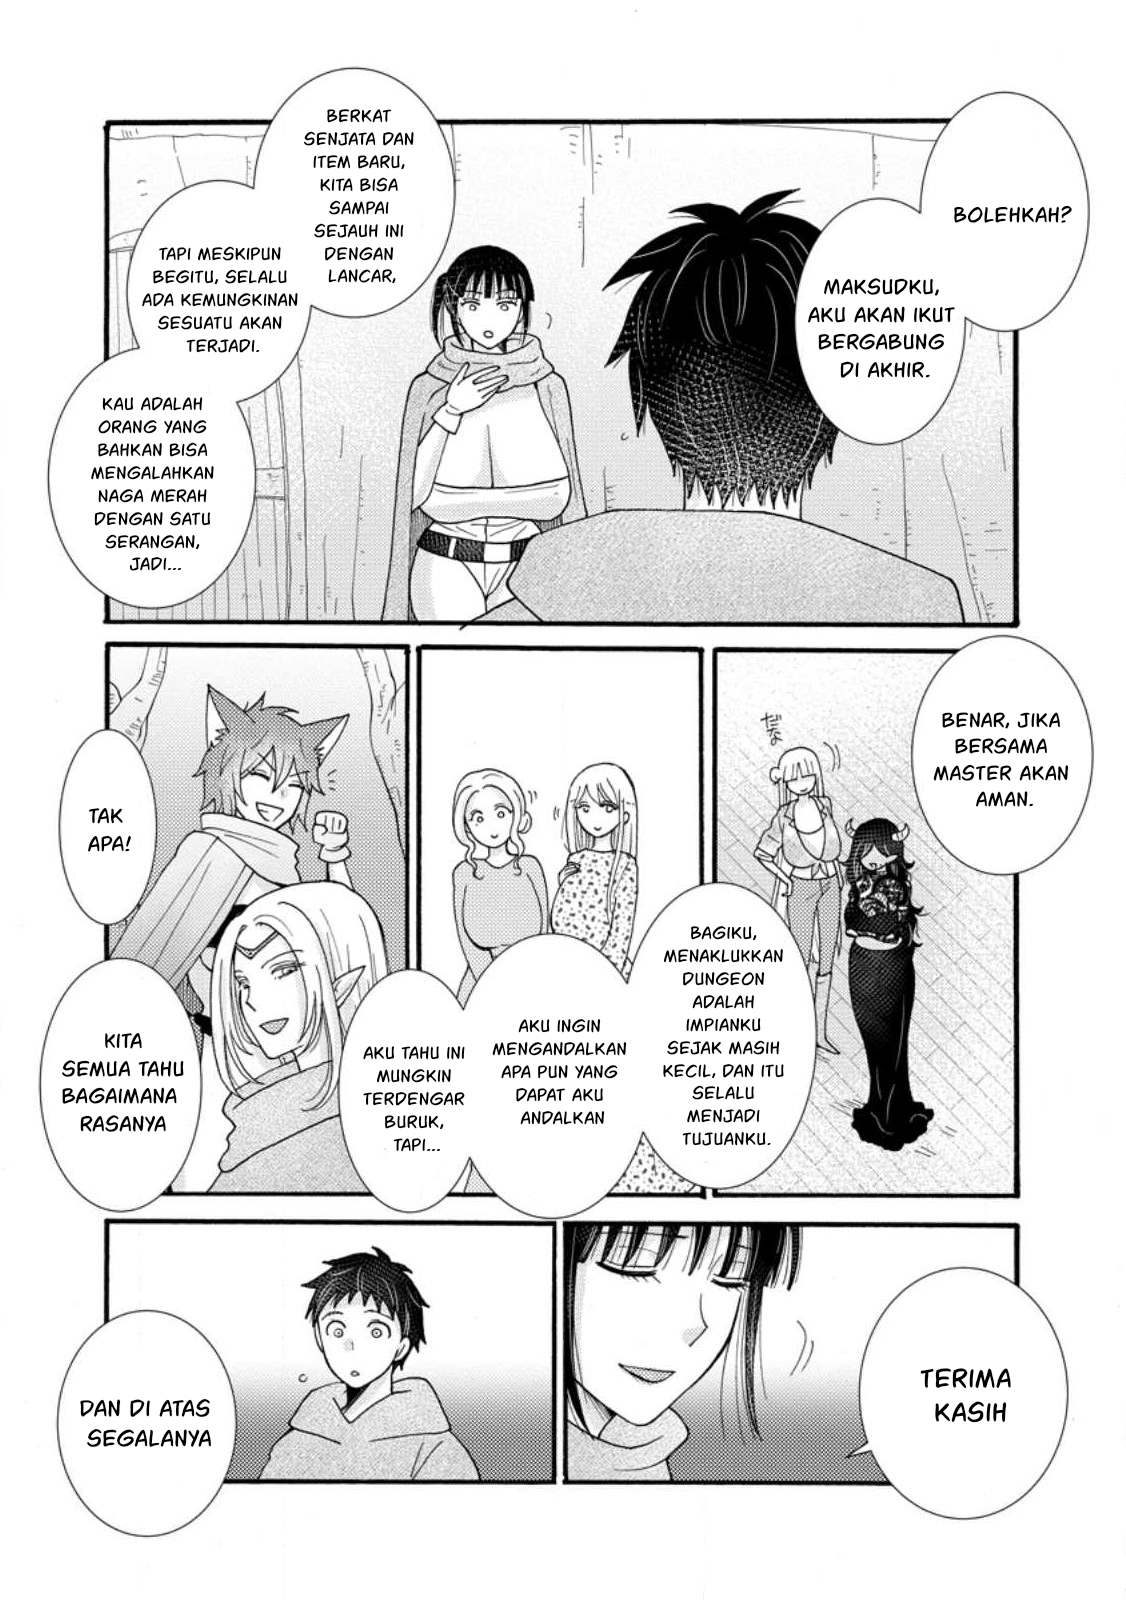 BOLEHKAH?
MAKSUDKU,
AKU AKAN IKUT
BERGABUNG
DI AKHIR.
BERKAT
SENJATA DAN
ITEM BARU,
KITA BISA
SAMPAI
SEJAUH INI
DENGAN
LANCAR,
TAPI MESKIPUN
BEGITU, SELALU
ADA KEMUNGKINAN
SESUATU AKAN
TERJADI.
KAU ADALAH
ORANG YANG
BAHKAN BISA
MENGALAHKAN
NAGA MERAH
DENGAN SATU
SERANGAN,
JADI...
BENAR, JIKA
BERSAMA
MASTER AKAN
AMAN.
だな
BAGIKU,
MENAKLUKKAN
DUNGEON
ADALAH
IMPIANKU
SEJAK MASIH
KECIL, DAN ITU
SELALU
MENJADI
TUJUANKU.
AKU INGIN
MENGANDALKAN
APA PUN YANG
DAPAT AKU
ANDALKAN
AKU TAHU INI
MUNGKIN
TERDENGAR
BURUK,
TAPI...
TAK
APA!
KITA
SEMUA TAHU
BAGAIMANA
RASANYA
TERIMA
KASIH
DAN DI ATAS
SEGALANYA